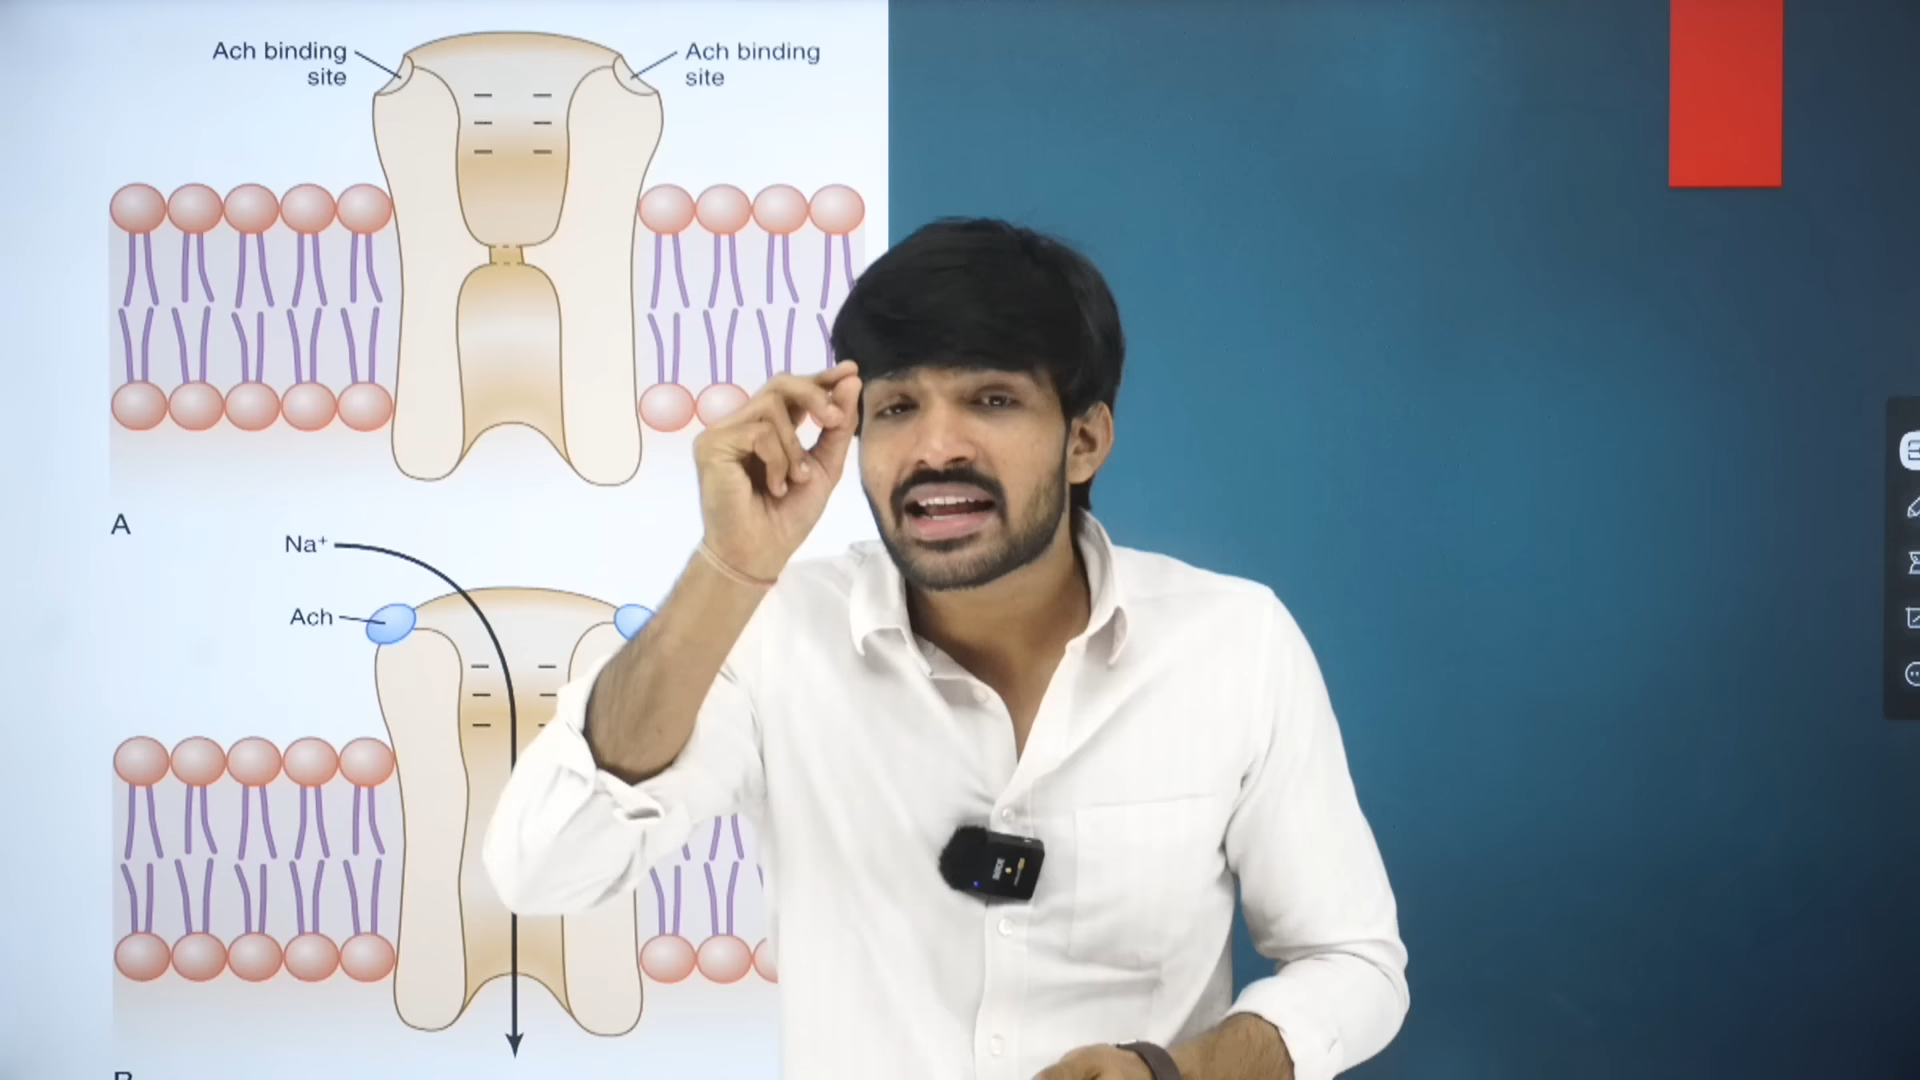 Ach binding
site
Ach binding
site
A
Na⁺
Ach